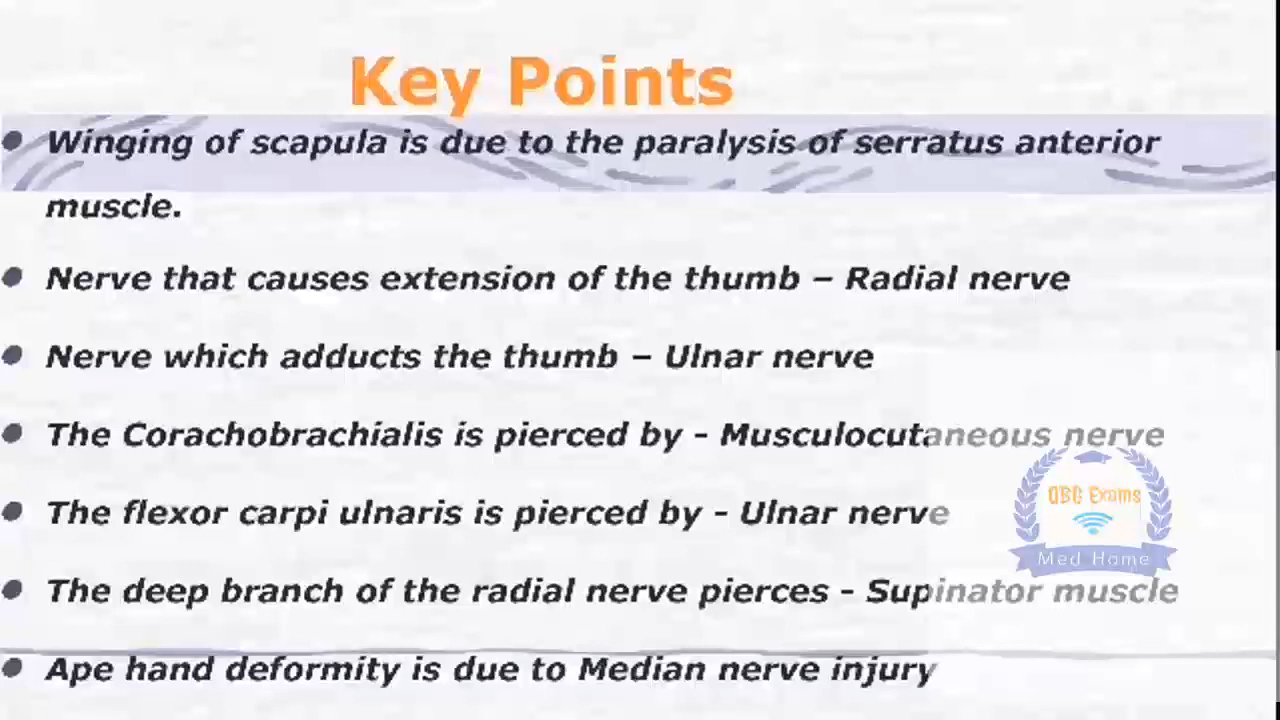 Key Points
• Winging of scapula is due to the paralysis of serratus anterior
muscle.
• Nerve that causes extension of the thumb – Radial nerve
• Nerve which adducts the thumb – Ulnar nerve
• The Corachobrachialis is pierced by - Musculocutaneous nerve
• The flexor carpi ulnaris is pierced by - Ulnar nerve
QBG Exams
Med Home
• The deep branch of the radial nerve pierces - Supinator muscle
• Ape hand deformity is due to Median nerve injury